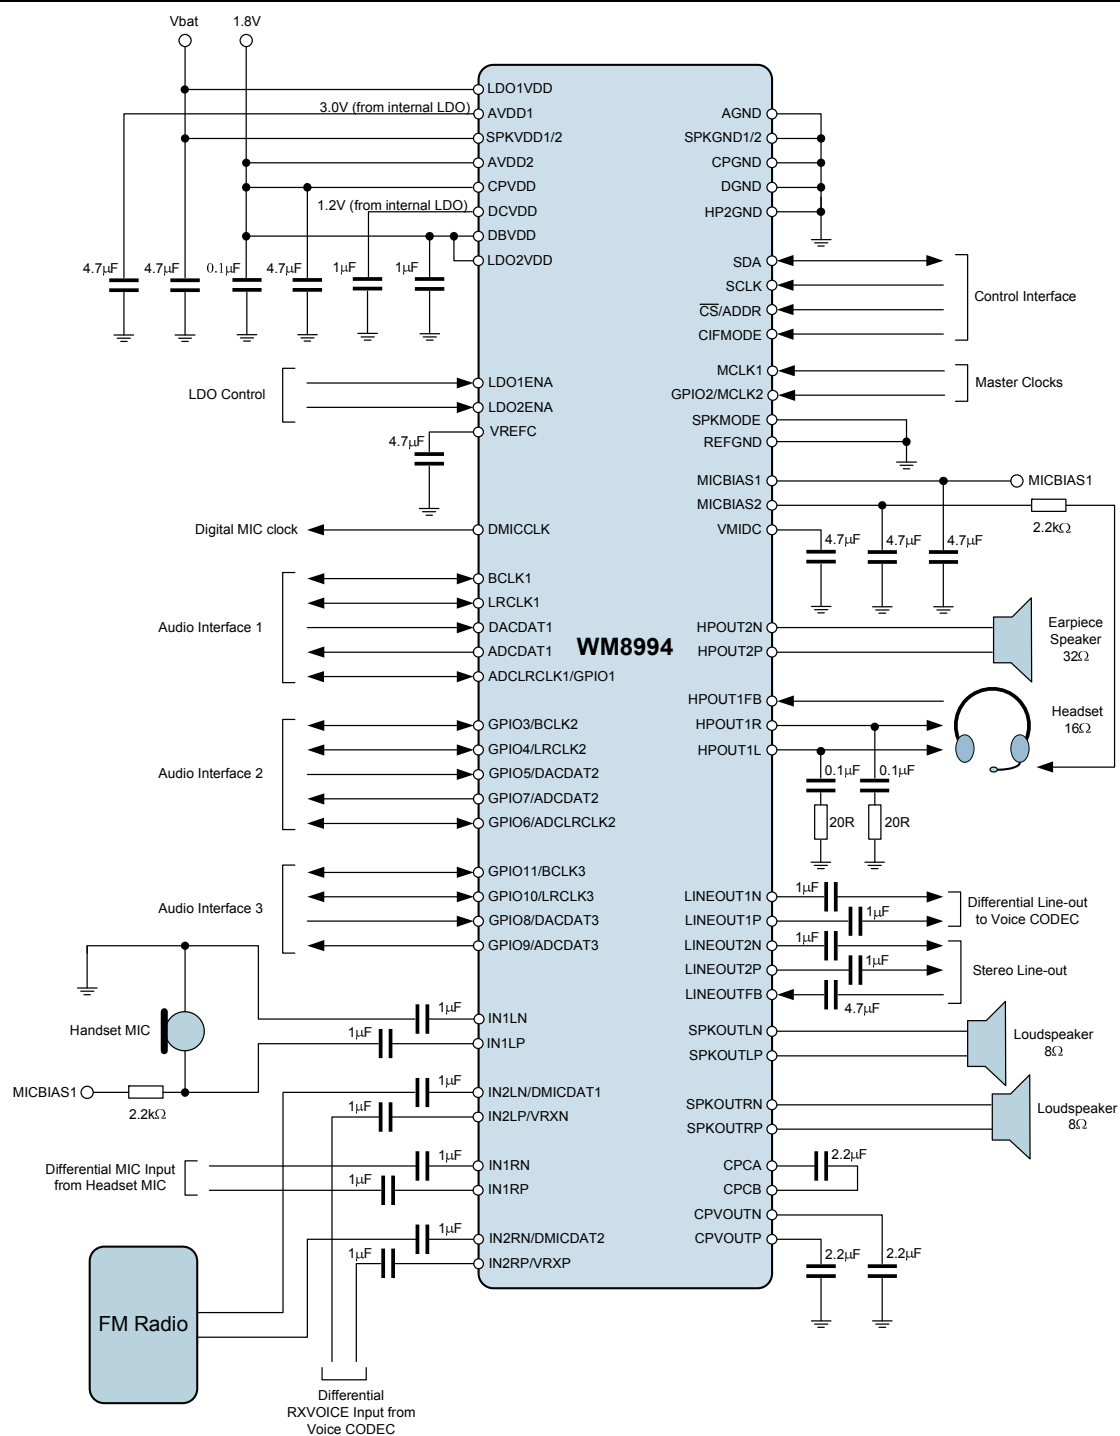 Vbat
1.8V
LDO1VDD
3.0V (from internal LDO)
AVDD1
SPKVDD1/2
AVDD2
CPVDD
1.2V (from internal LDO)
DCVDD
DBVDD
LDO2VDD
4.7μF
4.7μF
0.1μF
4.7μF
1μF
1μF
LDO Control
LDO1ENA
LDO2ENA
VREFC
4.7μF
Digital MIC clock
DMICCLK
Audio Interface 1
BCLK1
LRCLK1
DACDAT1
ADCDAT1
ADCLRCLK1/GPIO1
Audio Interface 2
GPIO3/BCLK2
GPIO4/LRCLK2
GPIO5/DACDAT2
GPIO7/ADCDAT2
GPIO6/ADCLRCLK2
Audio Interface 3
GPIO11/BCLK3
GPIO10/LRCLK3
GPIO8/DACDAT3
GPIO9/ADCDAT3
Handset MIC
MICBIAS1
2.2kΩ
1μF
IN1LN
1μF
IN1LP
1μF
IN2LN/DMICDAT1
1μF
IN2LP/VRXN
Differential MIC Input
from Headset MIC
1μF
IN1RN
1μF
IN1RP
1μF
IN2RN/DMICDAT2
1μF
IN2RP/VRXP
FM Radio
Differential
RXVOICE Input from
Voice CODEC
WM8994
AGND
SPKGND1/2
CPGND
DGND
HP2GND
SDA
SCLK
CS/ADDR
CIFMODE
Control Interface
MCLK1
GPIO2/MCLK2
Master Clocks
SPKMODE
REFGND
MICBIAS1
MICBIAS1
MICBIAS2
2.2kΩ
VMIDC
4.7μF
4.7μF
4.7μF
HPOUT2N
HPOUT2P
Earpiece
Speaker
32Ω
HPOUT1FB
HPOUT1R
HPOUT1L
Headset
16Ω
0.1μF
0.1μF
20R
20R
LINEOUT1N
1μF
LINEOUT1P
1μF
Differential Line-out
to Voice CODEC
LINEOUT2N
1μF
LINEOUT2P
1μF
LINEOUTFB
4.7μF
Stereo Line-out
SPKOUTLN
SPKOUTLP
Loudspeaker
8Ω
SPKOUTRN
SPKOUTRP
Loudspeaker
8Ω
CPCA
2.2μF
CPCB
CPVOUTN
CPVOUTP
2.2μF
2.2μF